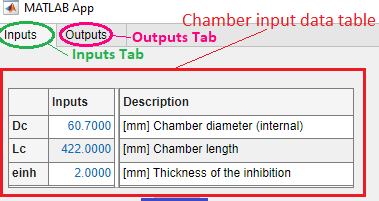 MATLAB App
Chamber input data table
Inputs Outputs Outputs Tab
Inputs Tab
Inputs Description
Dc 60.7000 [mm] Chamber diameter (internal)
Lc 422.0000 [mm] Chamber length
einh 2.0000 [mm] Thickness of the inhibition